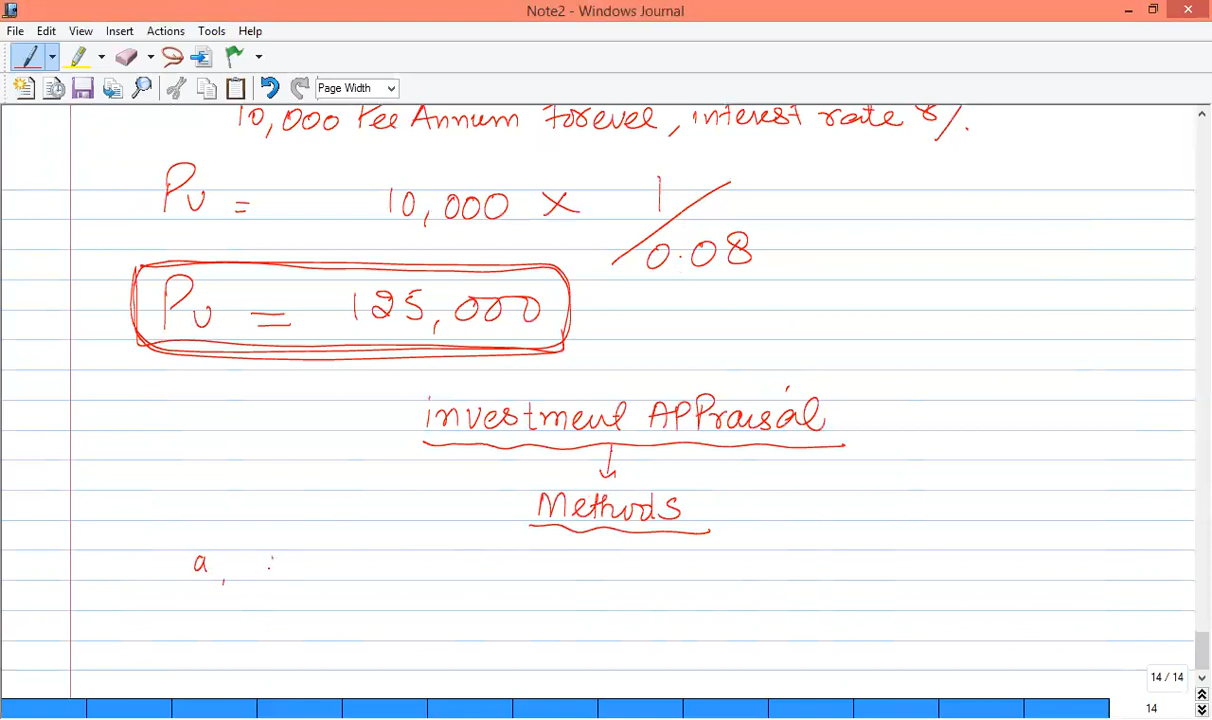 Note2 - Windows Journal
File Edit View Insert Actions Tools Help
Page Width
10,000 Per Annum Forever, interest rate 8%.
Pv = 10,000 × 1/0.08
Pv = 125,000
investment APPraisal
Methods
a,
14 / 14
14